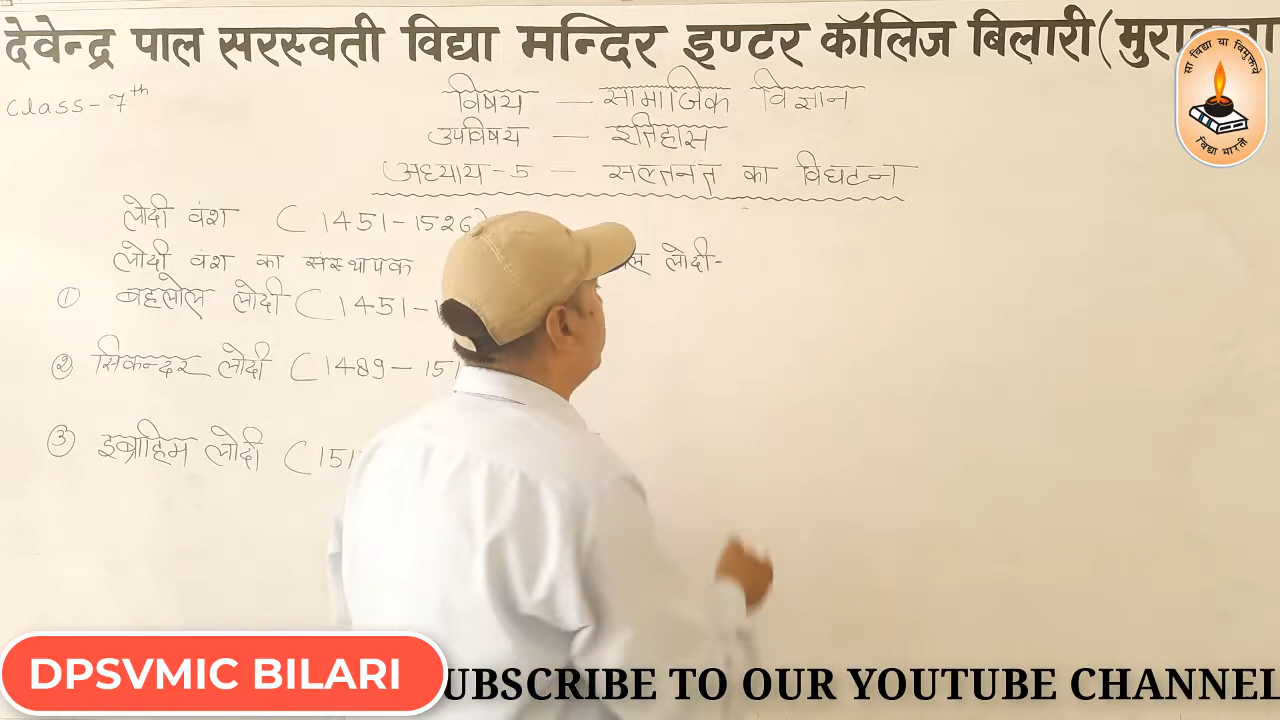 देवेन्द्र पाल सरस्वती विद्या मन्दिर इण्टर कॉलिज बिलारी (मुरा
सा विद्या या विमुक्तये
विद्या भारती
Class - 7th
विषय — सामाजिक विज्ञान
उपविषय — इतिहास
अध्याय - 5 — सल्तनत का विघटन
लोदी वंश (1451-1526)
लोदी वंश का संस्थापक लोदी-
① बहलोल लोदी (1451-
② सिकन्दर लोदी (1489-151
③ इब्राहिम लोदी (151
DPSVMIC BILARI
UBSCRIBE TO OUR YOUTUBE CHANNEL